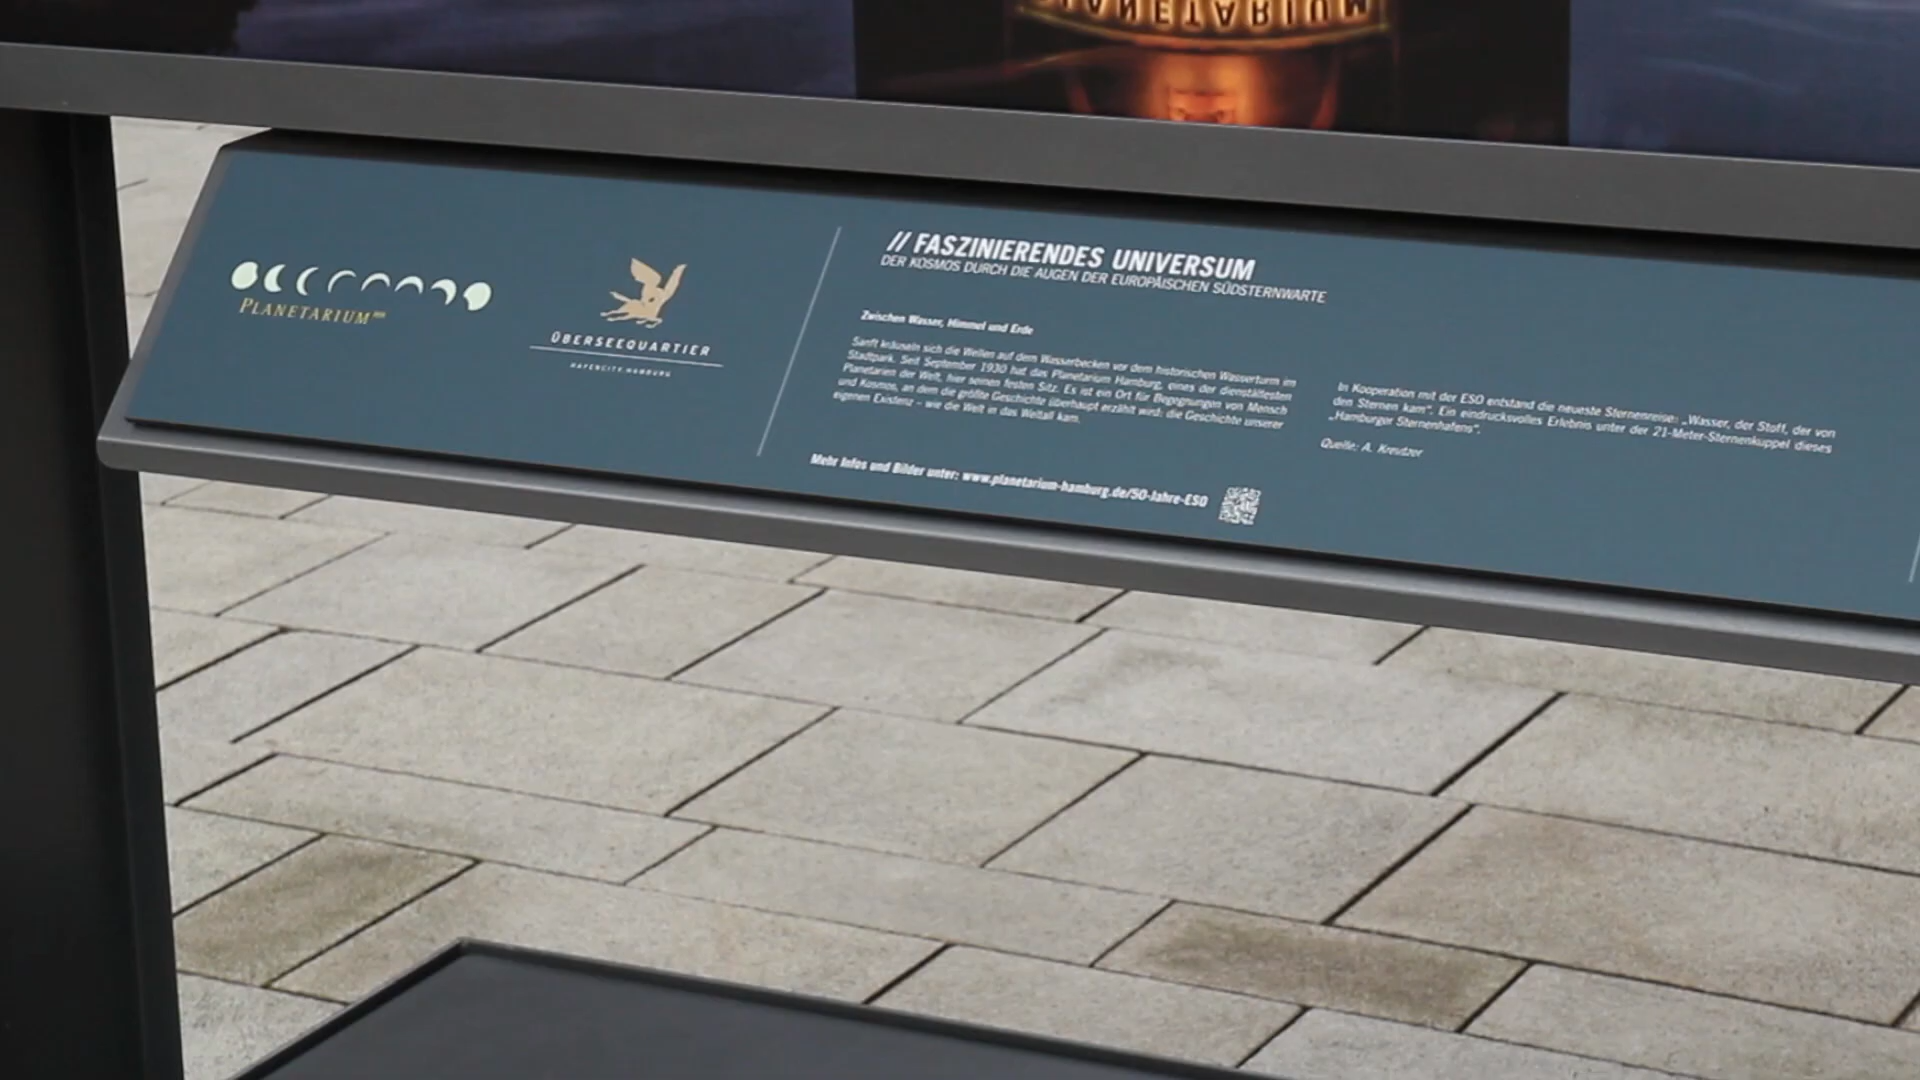 PLANETARIUM
PLANETARIUM
ÜBERSEEQUARTIER
HAFENCITY HAMBURG
// FASZINIERENDES UNIVERSUM
DER KOSMOS DURCH DIE AUGEN DER EUROPÄISCHEN SÜDSTERNWARTE
Zwischen Wasser, Himmel und Erde
Sanft kräuseln sich die Wellen auf dem Wasserbecken vor dem historischen Wasserturm im
Stadtpark. Seit September 1930 hat das Planetarium Hamburg, eines der dienstältesten
Planetarien der Welt, hier seinen festen Sitz. Es ist ein Ort für Begegnungen von Mensch
und Kosmos, an dem die größte Geschichte überhaupt erzählt wird: die Geschichte unserer
eigenen Existenz – wie die Welt in das Weltall kam.
In Kooperation mit der ESO entstand die neueste Sternenreise: „Wasser, der Stoff, der von
den Sternen kam“. Ein eindrucksvolles Erlebnis unter der 21-Meter-Sternenkuppel dieses
„Hamburger Sternenhafens“.
Quelle: A. Kreutzer
Mehr Infos und Bilder unter: www.planetarium-hamburg.de/50-Jahre-ESO